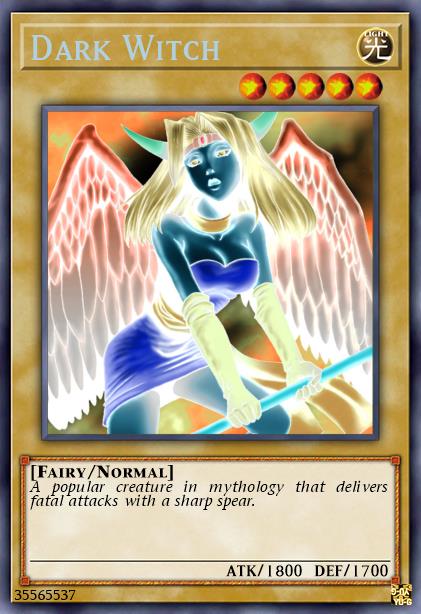 DARK WITCH
LIGHT
光
[FAIRY/NORMAL]
A popular creature in mythology that delivers
fatal attacks with a sharp spear.
ATK/1800 DEF/1700
35565537